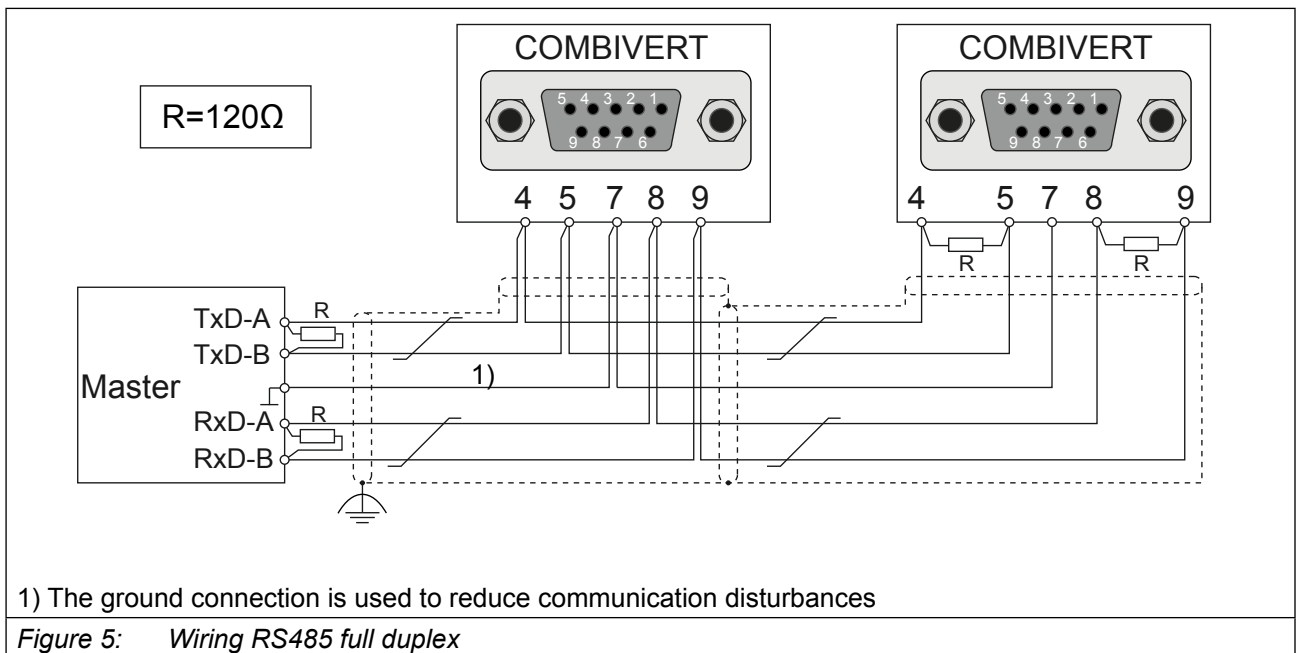 COMBIVERT
COMBIVERT
R=120Ω
5 4 3 2 1
9 8 7 6
5 4 3 2 1
9 8 7 6
4 5 7 8 9
4 5 7 8 9
R
R
Master
TxD-A
R
TxD-B
1)
RxD-A
R
RxD-B
1) The ground connection is used to reduce communication disturbances
Figure 5: Wiring RS485 full duplex